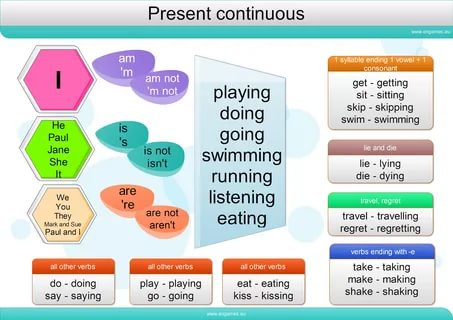 Present continuous
www.engames.eu
I
am
'm
am not
'm not
He
Paul
Jane
She
It
is
's
is not
isn't
We
You
They
Mark and Sue
Paul and I
are
're
are not
aren't
playing
doing
going
swimming
running
listening
eating
1 syllable ending 1 vowel + 1
consonant
get - getting
sit - sitting
skip - skipping
swim - swimming
lie and die
lie - lying
die - dying
travel, regret
travel - travelling
regret - regretting
verbs ending with -e
take - taking
make - making
shake - shaking
all other verbs
do - doing
say - saying
all other verbs
play - playing
go - going
all other verbs
eat - eating
kiss - kissing
www.engames.eu